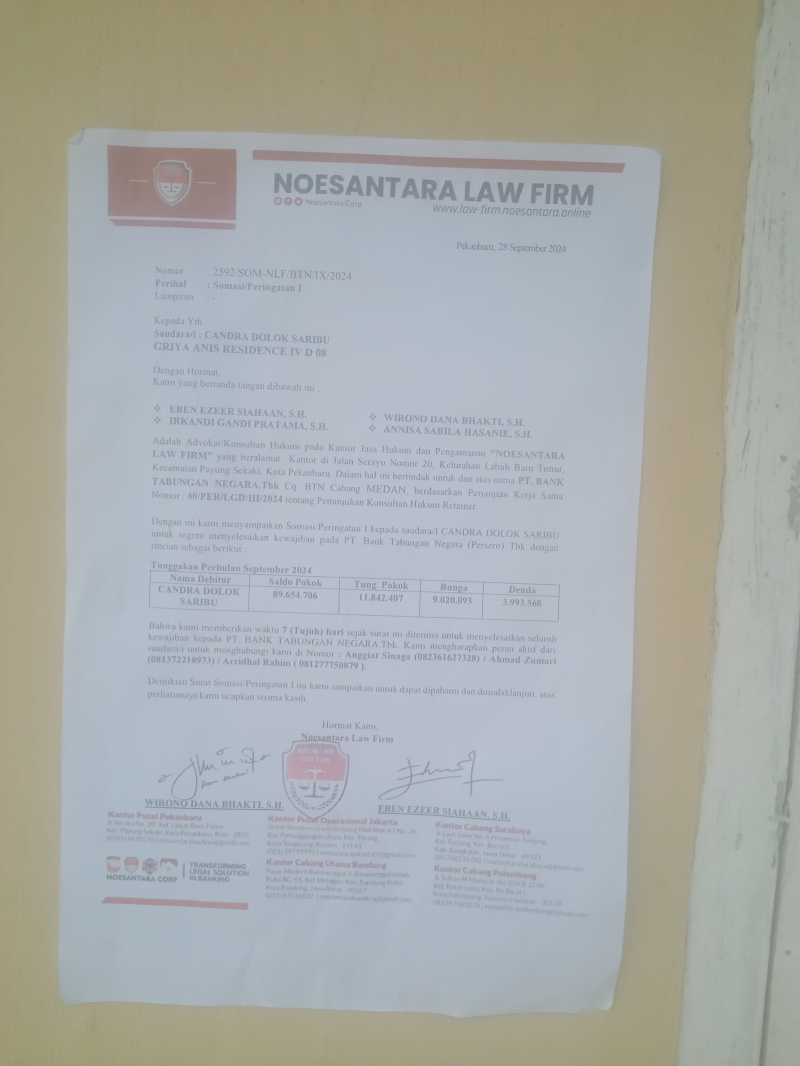 NOESANTARA LAW FIRM
Noesantara Corp
www.law-firm.noesantara.online
Pekanbaru, 28 September 2024
Nomor : 2592/SOM-NLF/BTN/IX/2024
Perihal : Somasi/Peringatan I
Lampiran : -
Kepada Yth :
Saudara/i : CANDRA DOLOK SARIBU
GRIYA ANIS RESIDENCE IV D 08
Dengan Hormat,
Kami yang bertanda tangan dibawah ini
❖ EBEN EZEER SIAHAAN, S.H. ❖ WIRONO DANA BHAKTI, S.H.
❖ IRKANDI GANDI PRATAMA, S.H. ❖ ANNISA SABILA HASANIE, S.H.
Adalah Advokat/Konsultan Hukum pada Kantor Jasa Hukum dan Pengamanan "NOESANTARA
LAW FIRM" yang beralamat Kantor di Jalan Serayu Nomor 20, Kelurahan Labuh Baru Timur,
Kecamatan Payung Sekaki, Kota Pekanbaru. Dalam hal ini bertindak untuk dan atas nama PT. BANK
TABUNGAN NEGARA.Tbk Cq. BTN Cabang MEDAN, berdasarkan Perjanjian Kerja Sama
Nomor : 40/PER/LGD/III/2024 tentang Penunjukan Konsultan Hukum Retainer
Dengan ini kami menyampaikan Somasi/Peringatan I kepada saudara/I CANDRA DOLOK SARIBU
untuk segera menyelesaikan kewajiban pada PT. Bank Tabungan Negara (Persero) Tbk dengan
rincian sebagai berikut :
Tunggakan Perbulan September 2024
Nama Debitur Saldo Pokok Tung. Pokok Bunga Denda
CANDRA DOLOK SARIBU 89.654.706 11.842.407 9.020.093 3.993.568
Bahwa kami memberikan waktu 7 (Tujuh) hari sejak surat ini diterima untuk menyelesaikan seluruh
kewajiban kepada PT. BANK TABUNGAN NEGARA.Tbk. Kami mengharapkan peran aktif dari
saudara/i untuk menghubungi kami di Nomor : Anggiat Sinaga (082361627328) / Ahmad Zumari
(081372218973) / Arridhal Rahim ( 081277750879 ).
Demikian Surat Somasi/Peringatan I ini kami sampaikan untuk dapat dipahami dan ditindaklanjuti, atas
perhatiannya kami ucapkan terima kasih
Hormat Kami,
Noesantara Law Firm
NOESANTARA
LAW FIRM
WIRONO DANA BHAKTI, S.H. EBEN EZEER SIAHAAN, S.H.
Kantor Pusat Pekanbaru
Kantor Pusat Operasional Jakarta
Kantor Cabang Utama Bandung
Kantor Cabang Surabaya
Kantor Cabang Palembang
NOESANTARA CORP
TRANSFORMING
LEGAL SOLUTION
IN BANKING